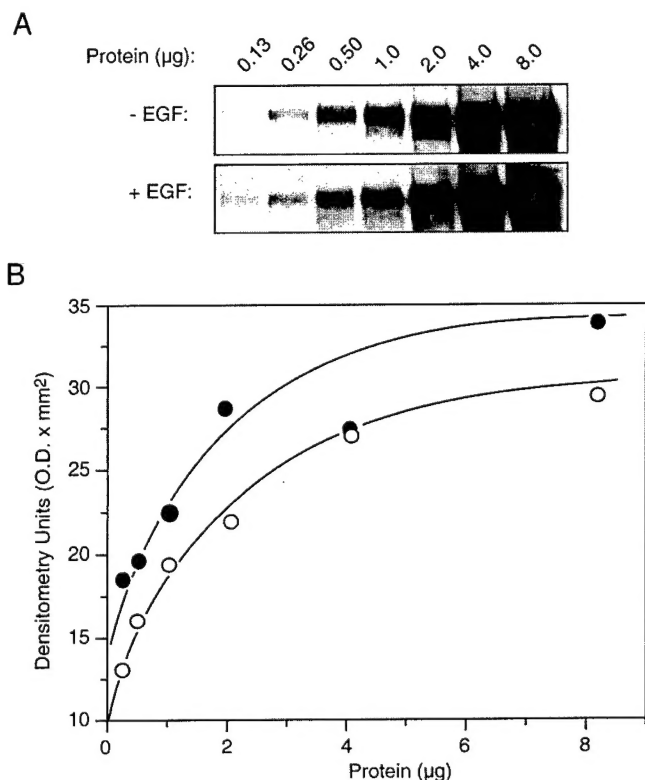 A
Protein (µg): 0.13 0.26 0.50 1.0 2.0 4.0 8.0
- EGF:
+ EGF:
B
Densitometry Units (O.D. x mm²)
35
30
25
20
15
10
0 2 4 6 8
Protein (µg)